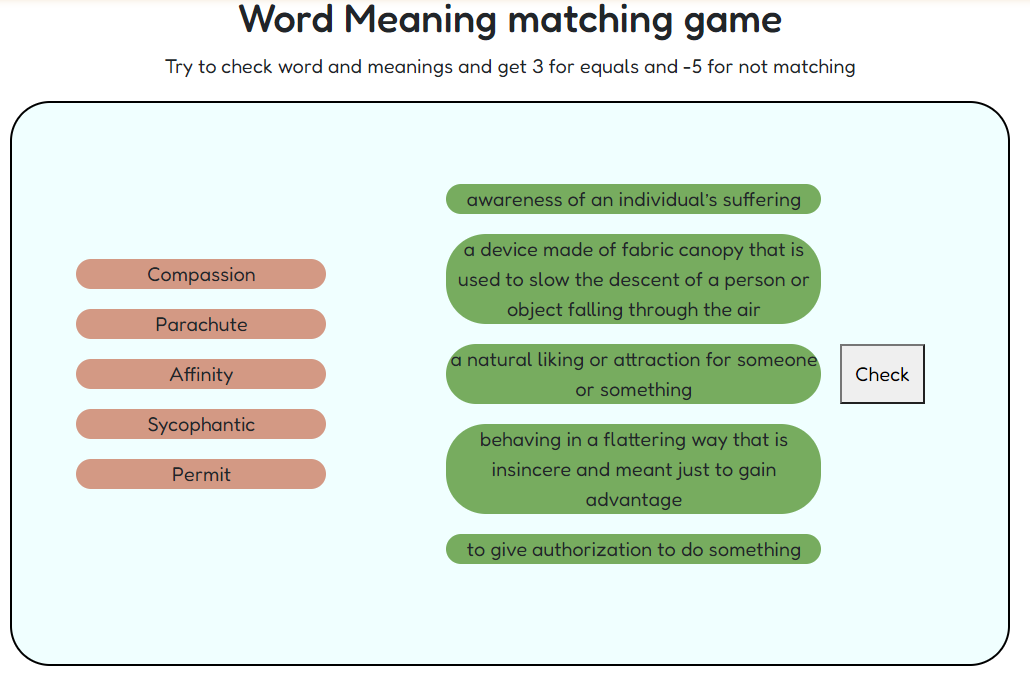 Word Meaning matching game
Try to check word and meanings and get 3 for equals and -5 for not matching
Compassion
Parachute
Affinity
Sycophantic
Permit
awareness of an individual's suffering
a device made of fabric canopy that is
used to slow the descent of a person or
object falling through the air
a natural liking or attraction for someone
or something
behaving in a flattering way that is
insincere and meant just to gain
advantage
to give authorization to do something
Check